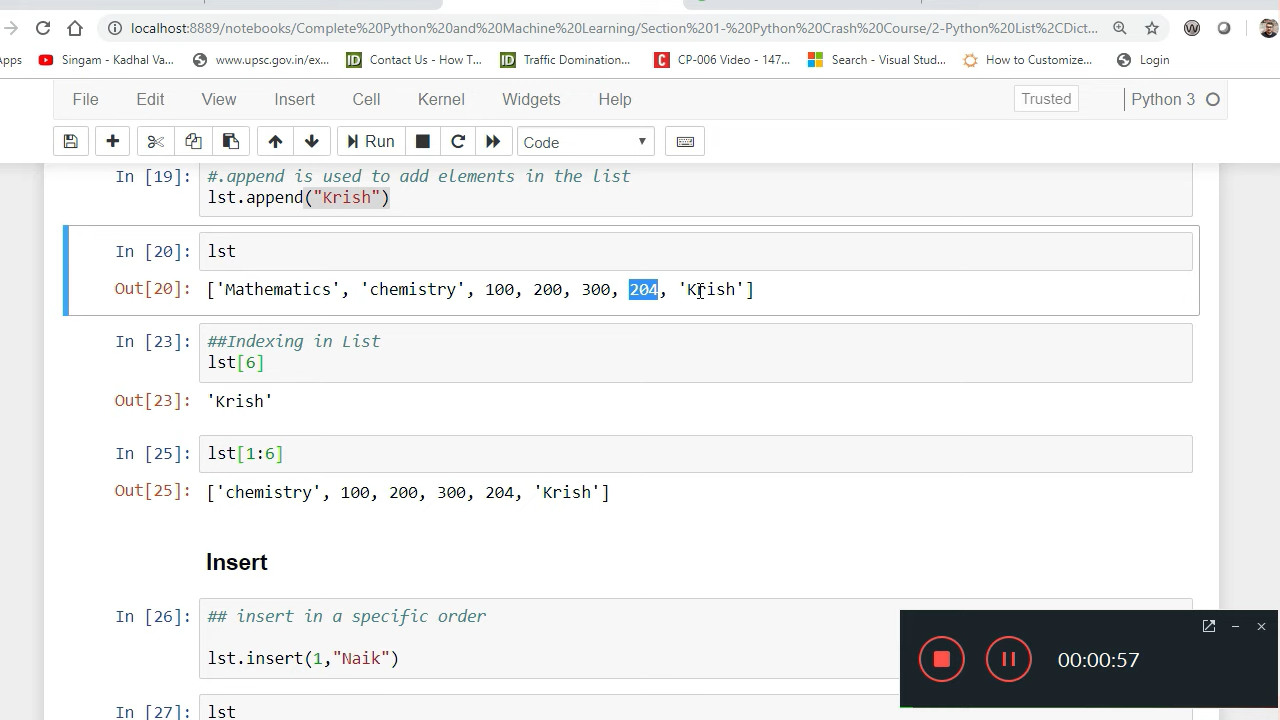 localhost:8889/notebooks/Complete%20Python%20and%20Machine%20Learning/Section%201-%20Python%20Crash%20Course/2-Python%20List%2CDict...
Apps Singam - Kadhal Va... www.upsc.gov.in/ex... Contact Us - How T... Traffic Domination... CP-006 Video - 147... Search - Visual Stud... How to Customize... Login
File Edit View Insert Cell Kernel Widgets Help Trusted Python 3
Run Code
In [19]: #.append is used to add elements in the list
lst.append("Krish")
In [20]: lst
Out[20]: ['Mathematics', 'chemistry', 100, 200, 300, 204, 'Krish']
In [23]: ##Indexing in List
lst[6]
Out[23]: 'Krish'
In [25]: lst[1:6]
Out[25]: ['chemistry', 100, 200, 300, 204, 'Krish']
Insert
In [26]: ## insert in a specific order
lst.insert(1,"Naik")
00:00:57
In [27]: lst